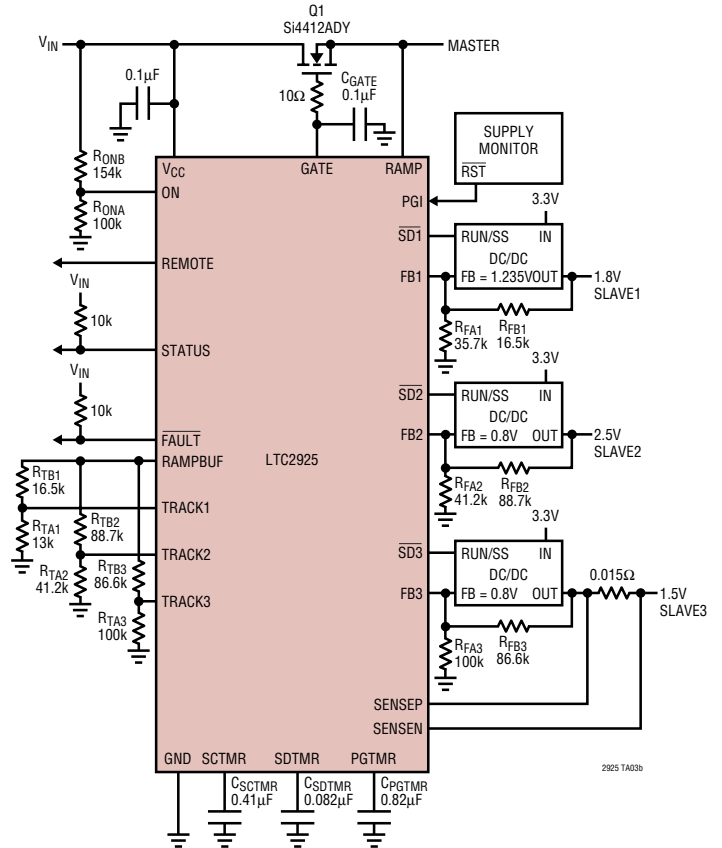 Q1
Si4412ADY
VIN
MASTER
0.1µF
10Ω
CGATE
0.1µF
SUPPLY
MONITOR
RST
RONB
154k
VCC
GATE
RAMP
ON
PGI
RONA
100k
3.3V
SD1
RUN/SS IN
DC/DC
FB = 1.235VOUT
1.8V
SLAVE1
REMOTE
FB1
VIN
10k
RFA1
35.7k
RFB1
16.5k
STATUS
3.3V
VIN
10k
SD2
RUN/SS IN
DC/DC
FB = 0.8V OUT
2.5V
SLAVE2
FAULT
FB2
RAMPBUF
LTC2925
RTB1
16.5k
RFA2
41.2k
RFB2
88.7k
TRACK1
RTA1
13k
RTB2
88.7k
3.3V
TRACK2
SD3
RUN/SS IN
DC/DC
FB = 0.8V OUT
0.015Ω
1.5V
SLAVE3
RTA2
41.2k
RTB3
86.6k
FB3
TRACK3
RTA3
100k
RFA3
100k
RFB3
86.6k
SENSEP
SENSEN
GND SCTMR SDTMR PGTMR
2925 TA03b
CSCTMR
0.41µF
CSDTMR
0.082µF
CPGTMR
0.82µF